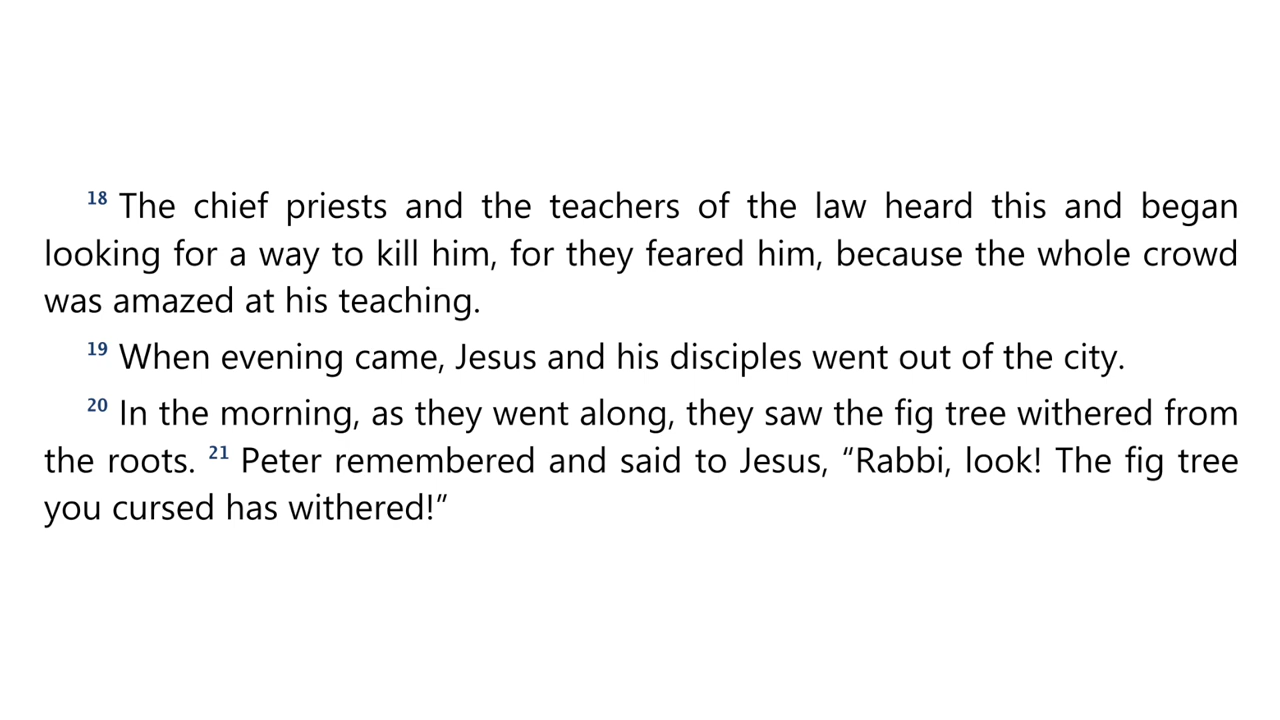 18 The chief priests and the teachers of the law heard this and began
looking for a way to kill him, for they feared him, because the whole crowd
was amazed at his teaching.
19 When evening came, Jesus and his disciples went out of the city.
20 In the morning, as they went along, they saw the fig tree withered from
the roots. 21 Peter remembered and said to Jesus, “Rabbi, look! The fig tree
you cursed has withered!”